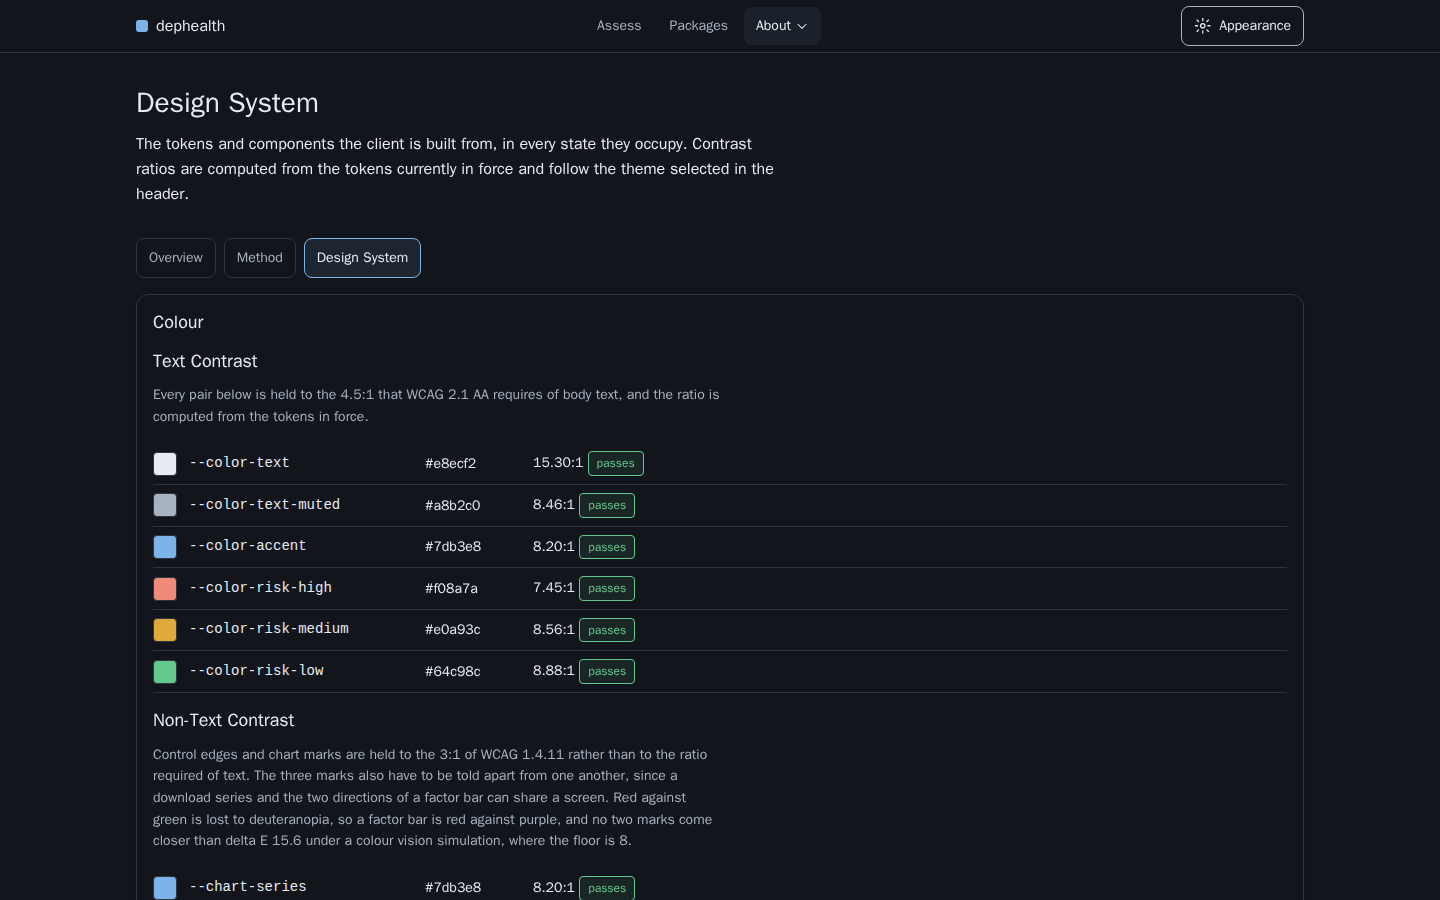 dephealth
Assess
Packages
About
Appearance
Design System
The tokens and components the client is built from, in every state they occupy. Contrast
ratios are computed from the tokens currently in force and follow the theme selected in the
header.
Overview
Method
Design System
Colour
Text Contrast
Every pair below is held to the 4.5:1 that WCAG 2.1 AA requires of body text, and the ratio is
computed from the tokens in force.
--color-text #e8ecf2 15.30:1 passes
--color-text-muted #a8b2c0 8.46:1 passes
--color-accent #7db3e8 8.20:1 passes
--color-risk-high #f08a7a 7.45:1 passes
--color-risk-medium #e0a93c 8.56:1 passes
--color-risk-low #64c98c 8.88:1 passes
Non-Text Contrast
Control edges and chart marks are held to the 3:1 of WCAG 1.4.11 rather than to the ratio
required of text. The three marks also have to be told apart from one another, since a
download series and the two directions of a factor bar can share a screen. Red against
green is lost to deuteranopia, so a factor bar is red against purple, and no two marks come
closer than delta E 15.6 under a colour vision simulation, where the floor is 8.
--chart-series #7db3e8 8.20:1 passes